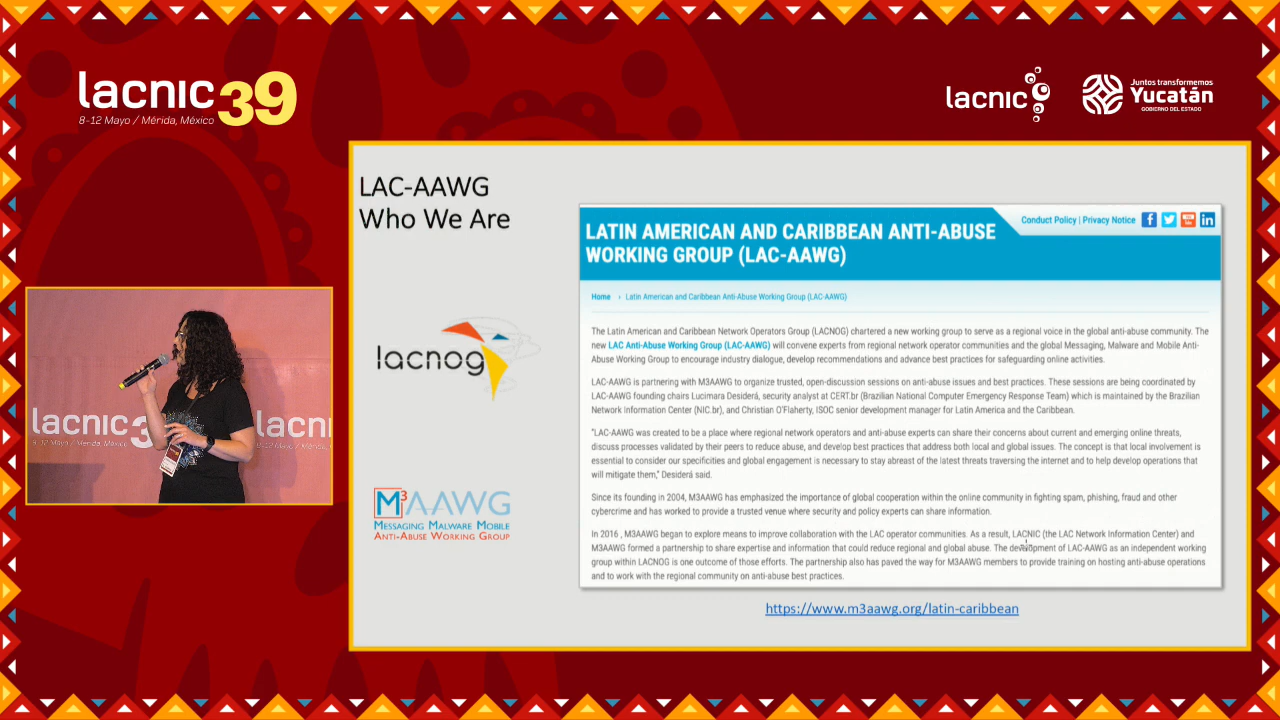 lacnic39
8-12 Mayo / Mérida, México
lacnic
Juntos transformemos
Yucatán
GOBIERNO DEL ESTADO
LAC-AAWG
Who We Are
lacnog
M³AAWG
MESSAGING MALWARE MOBILE
ANTI-ABUSE WORKING GROUP
Conduct Policy | Privacy Notice
LATIN AMERICAN AND CARIBBEAN ANTI-ABUSE
WORKING GROUP (LAC-AAWG)
Home › Latin American and Caribbean Anti-Abuse Working Group (LAC-AAWG)
The Latin American and Caribbean Network Operators Group (LACNOG) chartered a new working group to serve as a regional voice in the global anti-abuse community. The
new LAC Anti-Abuse Working Group (LAC-AAWG) will convene experts from regional network operator communities and the global Messaging, Malware and Mobile Anti-
Abuse Working Group to encourage industry dialogue, develop recommendations and advance best practices for safeguarding online activities.
LAC-AAWG is partnering with M3AAWG to organize trusted, open-discussion sessions on anti-abuse issues and best practices. These sessions are being coordinated by
LAC-AAWG founding chairs Lucimara Desiderá, security analyst at CERT.br (Brazilian National Computer Emergency Response Team) which is maintained by the Brazilian
Network Information Center (NIC.br), and Christian O'Flaherty, ISOC senior development manager for Latin America and the Caribbean.
"LAC-AAWG was created to be a place where regional network operators and anti-abuse experts can share their concerns about current and emerging online threats,
discuss processes validated by their peers to reduce abuse, and develop best practices that address both local and global issues. The concept is that local involvement is
essential to consider our specificities and global engagement is necessary to stay abreast of the latest threats traversing the internet and to help develop operations that
will mitigate them," Desiderá said.
Since its founding in 2004, M3AAWG has emphasized the importance of global cooperation within the online community in fighting spam, phishing, fraud and other
cybercrime and has worked to provide a trusted venue where security and policy experts can share information.
In 2016 , M3AAWG began to explore means to improve collaboration with the LAC operator communities. As a result, LACNIC (the LAC Network Information Center) and
M3AAWG formed a partnership to share expertise and information that could reduce regional and global abuse. The development of LAC-AAWG as an independent working
group within LACNOG is one outcome of those efforts. The partnership also has paved the way for M3AAWG members to provide training on hosting anti-abuse operations
and to work with the regional community on anti-abuse best practices.
https://www.m3aawg.org/latin-caribbean
lacnic3
8-12 Mayo / Mérida, México
lacni
8-12 Mayo / Mérida,